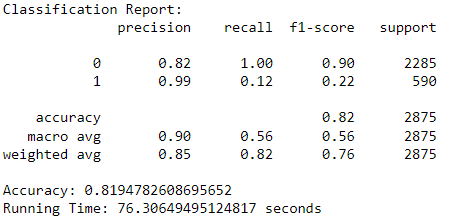 Classification Report:
precision recall f1-score support
0 0.82 1.00 0.90 2285
1 0.99 0.12 0.22 590
accuracy 0.82 2875
macro avg 0.90 0.56 0.56 2875
weighted avg 0.85 0.82 0.76 2875
Accuracy: 0.8194782608695652
Running Time: 76.30649495124817 seconds